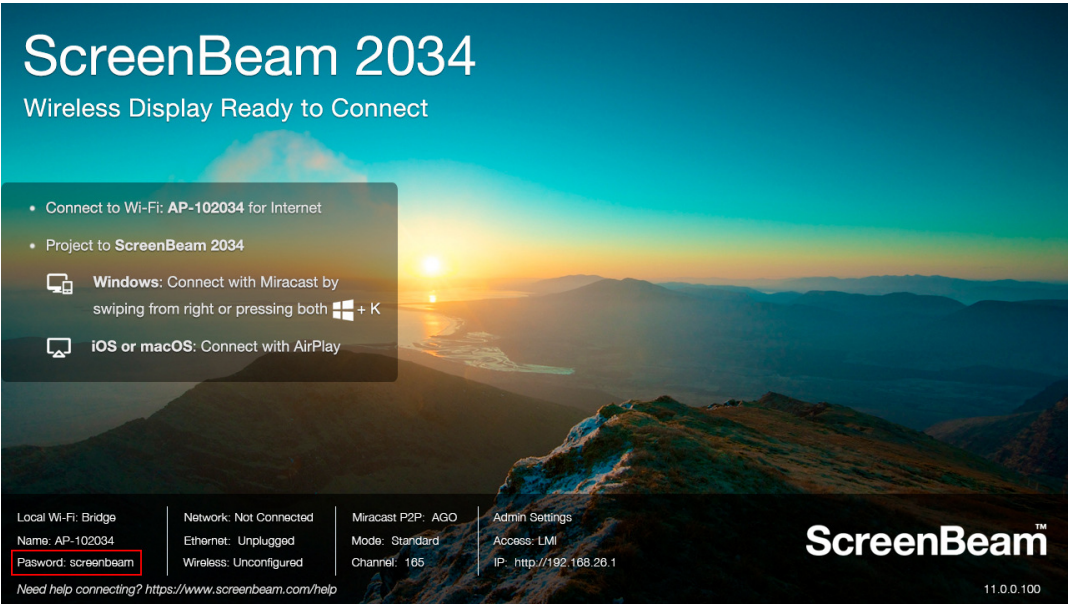 ScreenBeam 2034
Wireless Display Ready to Connect
• Connect to Wi-Fi: AP-102034 for Internet
• Project to ScreenBeam 2034
Windows: Connect with Miracast by
swiping from right or pressing both + K
iOS or macOS: Connect with AirPlay
Local Wi-Fi: Bridge
Name: AP-102034
Pasword: screenbeam
Network: Not Connected
Ethernet: Unplugged
Wireless: Unconfigured
Miracast P2P: AGO
Mode: Standard
Channel: 165
Admin Settings
Access: LMI
IP: http://192.168.26.1
ScreenBeam™
Need help connecting? https://www.screenbeam.com/help
11.0.0.100